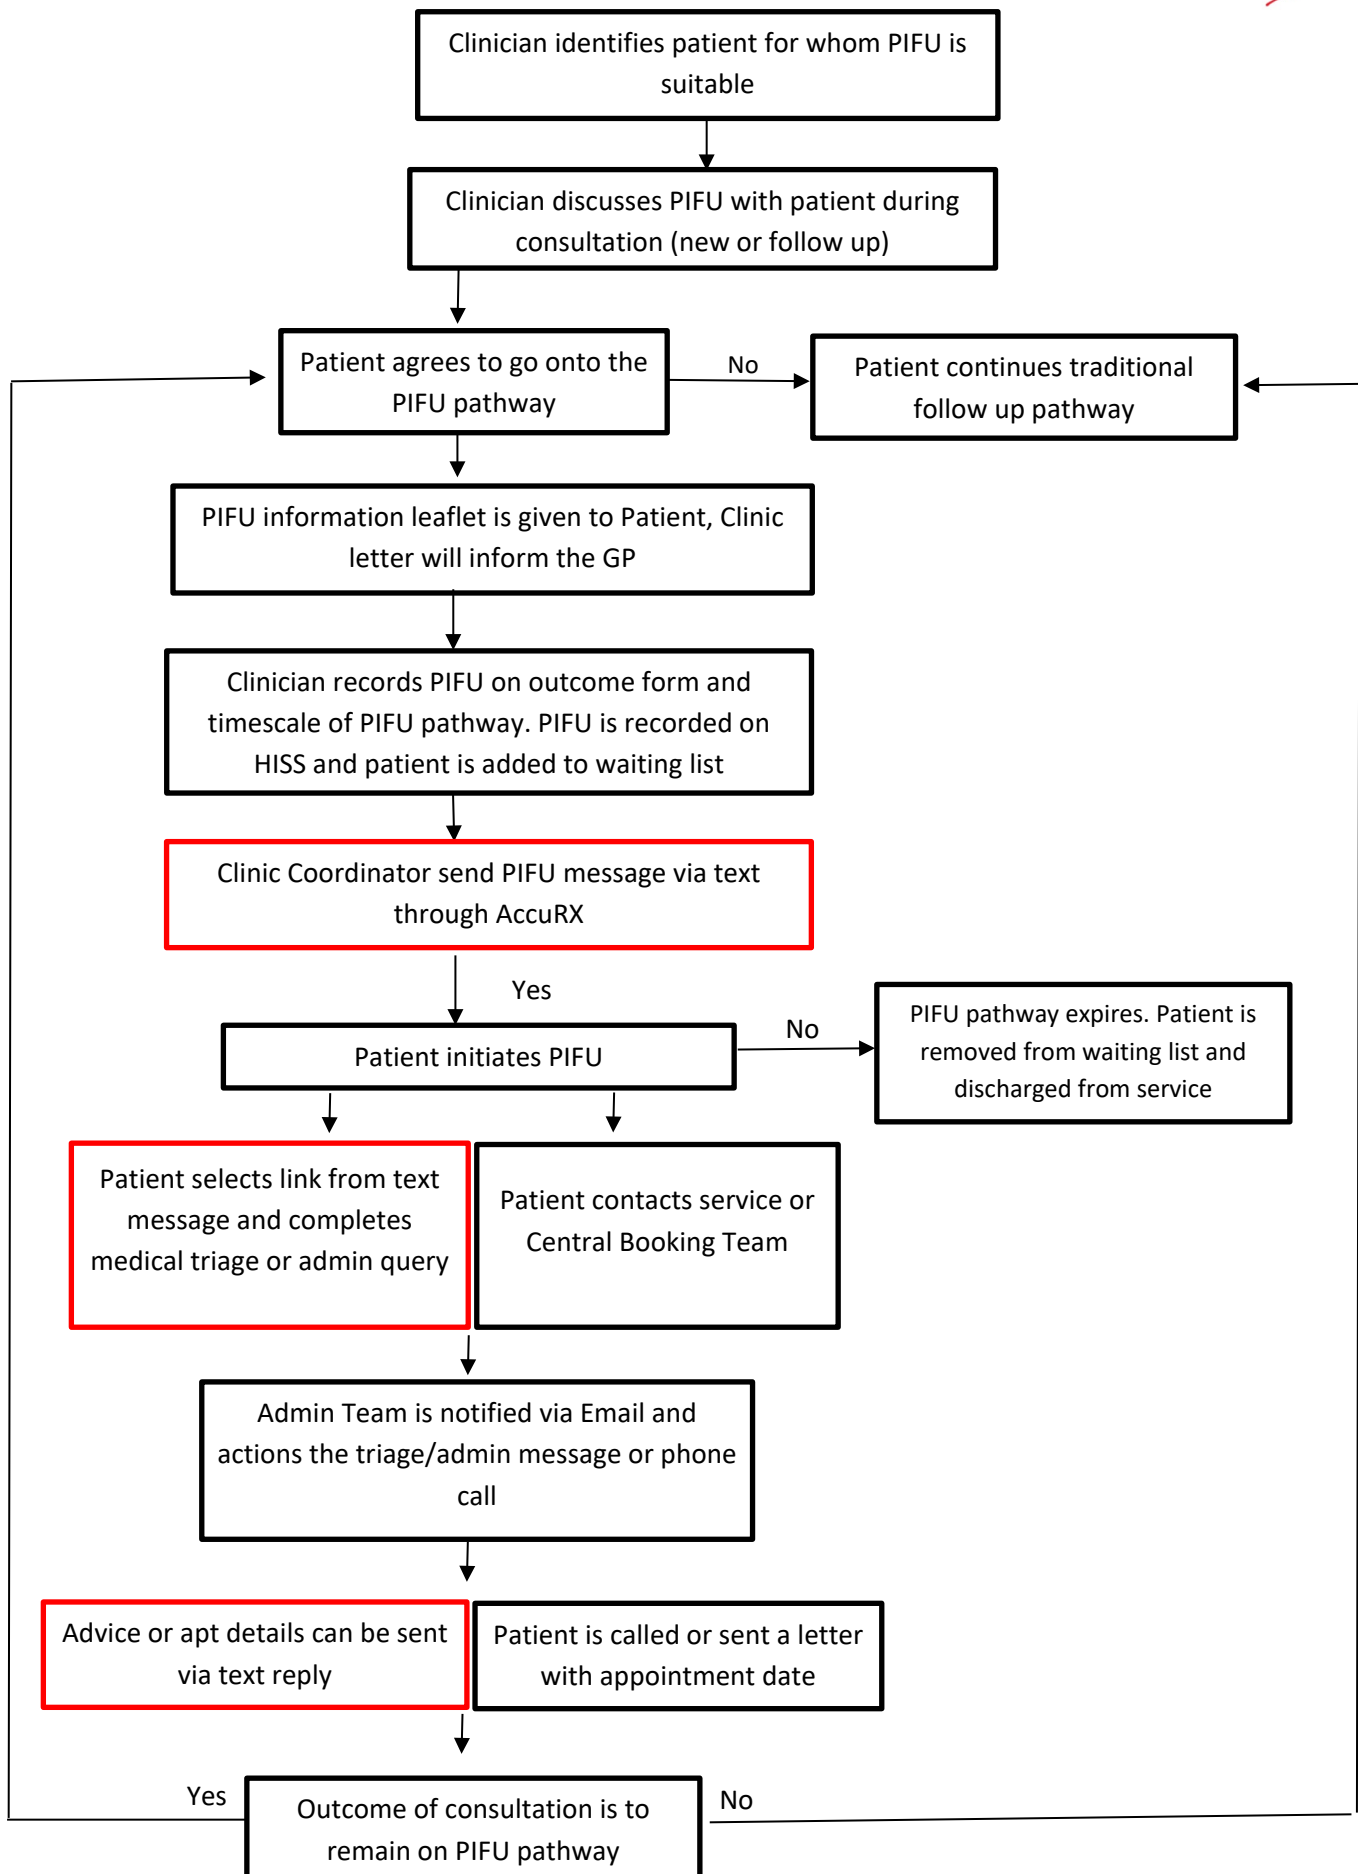 Clinician identifies patient for whom PIFU is
suitable
Clinician discusses PIFU with patient during
consultation (new or follow up)
Patient agrees to go onto the
PIFU pathway
No
Patient continues traditional
follow up pathway
PIFU information leaflet is given to Patient, Clinic
letter will inform the GP
Clinician records PIFU on outcome form and
timescale of PIFU pathway. PIFU is recorded on
HISS and patient is added to waiting list
Clinic Coordinator send PIFU message via text
through AccuRX
Yes
Patient initiates PIFU
No
PIFU pathway expires. Patient is
removed from waiting list and
discharged from service
Patient selects link from text
message and completes
medical triage or admin query
Patient contacts service or
Central Booking Team
Admin Team is notified via Email and
actions the triage/admin message or phone
call
Advice or apt details can be sent
via text reply
Patient is called or sent a letter
with appointment date
Yes
Outcome of consultation is to
remain on PIFU pathway
No